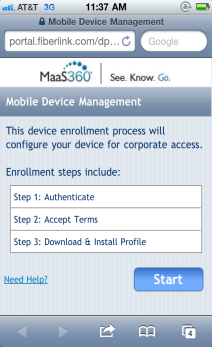 AT&T 3G 11:37 AM
Mobile Device Management
portal.fiberlink.com/dp... Google
MaaS360 See. Know. Go.
Mobile Device Management
This device enrollment process will
configure your device for corporate access.
Enrollment steps include:
Step 1: Authenticate
Step 2: Accept Terms
Step 3: Download & Install Profile
Need Help? Start
4